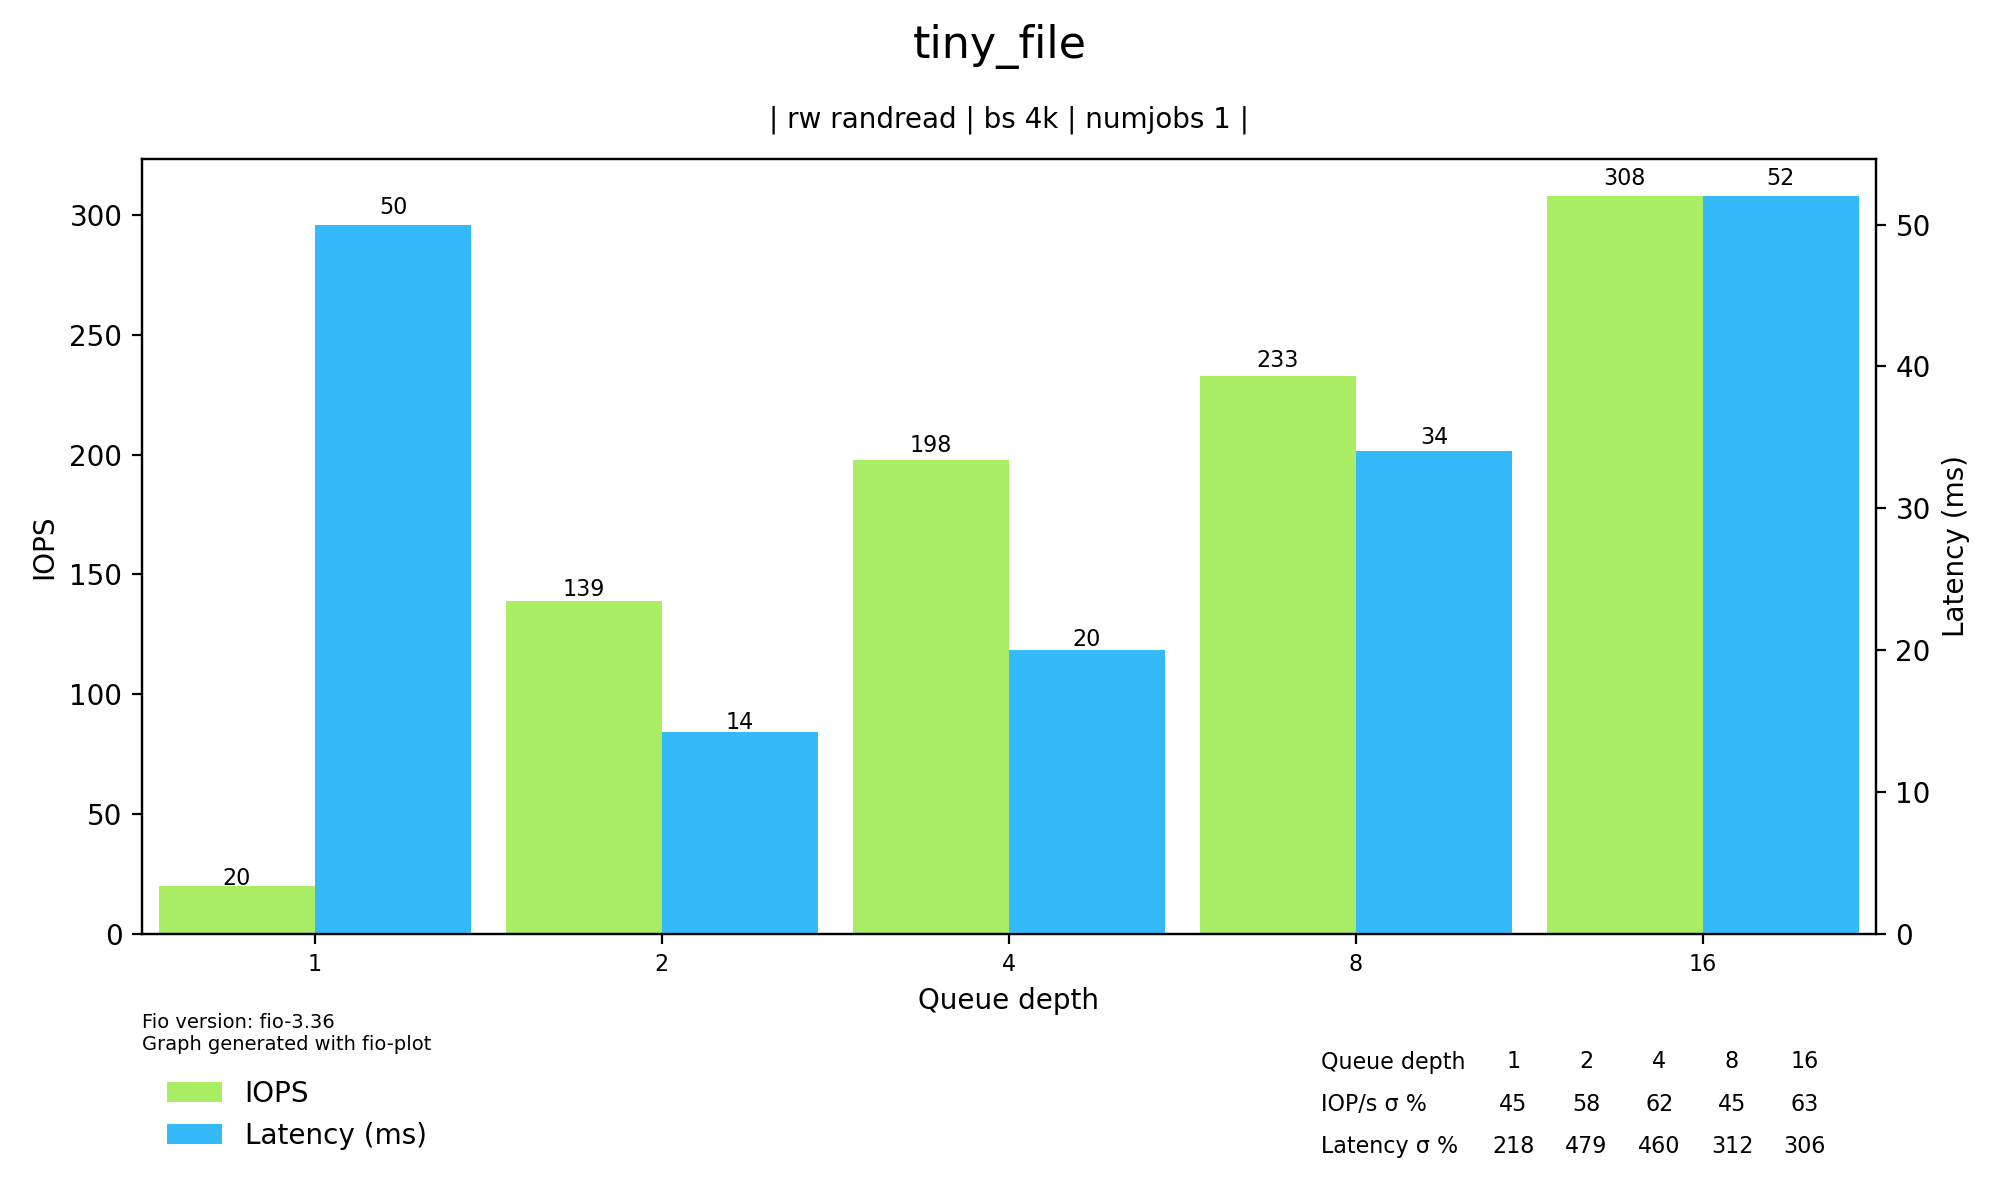 tiny_file
| rw randread | bs 4k | numjobs 1 |
308 52
50
300 50
250
233
40
34
200
198
IOPS
Latency (ms)
30
150
139
20
20
100
14
50
10
20
0 0
1 2 4 8 16
Queue depth
Fio version: fio-3.36
Graph generated with fio-plot
IOPS
Latency (ms)
Queue depth 1 2 4 8 16
IOP/s σ % 45 58 62 45 63
Latency σ % 218 479 460 312 306